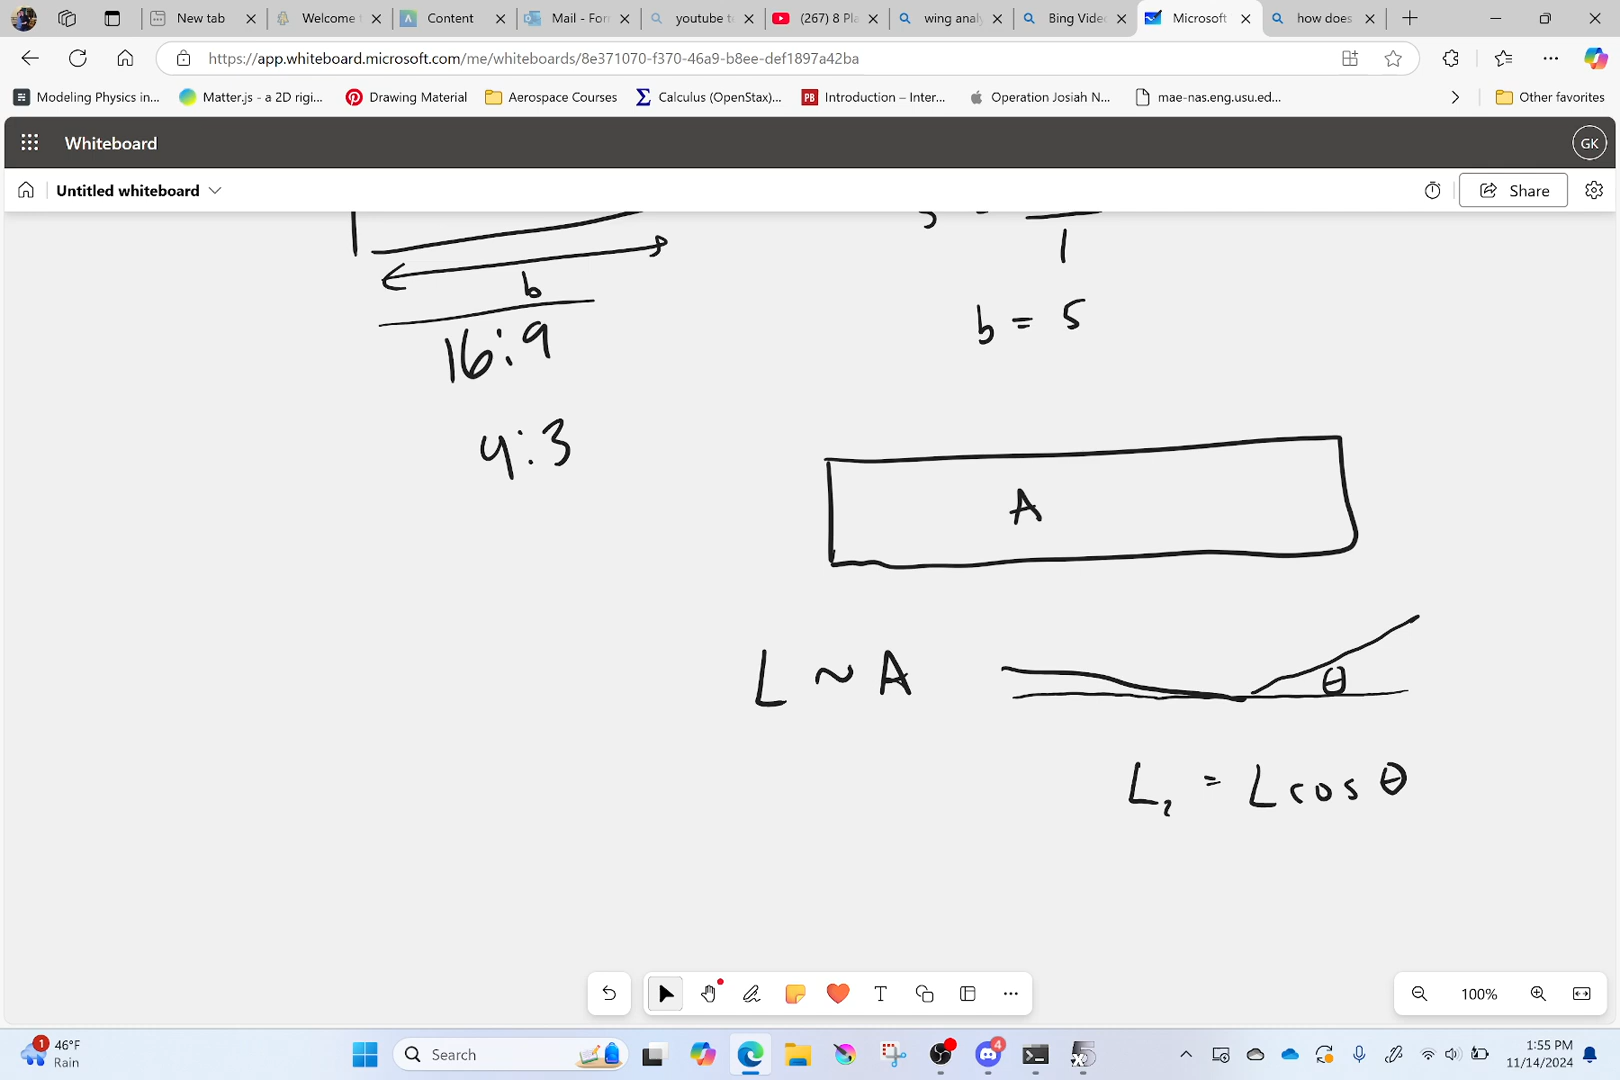 New tab
Welcome
Content
Mail - For
youtube t
(267) 8 Pl
wing analy
Bing Vide
Microsoft
how does
https://app.whiteboard.microsoft.com/me/whiteboards/8e371070-f370-46a9-b8ee-def1897a42ba
Modeling Physics in...
Matter.js - a 2D rigi...
Drawing Material
Aerospace Courses
Calculus (OpenStax)...
Introduction – Inter...
Operation Josiah N...
mae-nas.eng.usu.ed...
Other favorites
Whiteboard
GK
Untitled whiteboard
Share
b
1
16:9
b = 5
4:3
A
L ~ A
θ
L₂ = L cos θ
100%
46°F
Rain
Search
1:55 PM
11/14/2024